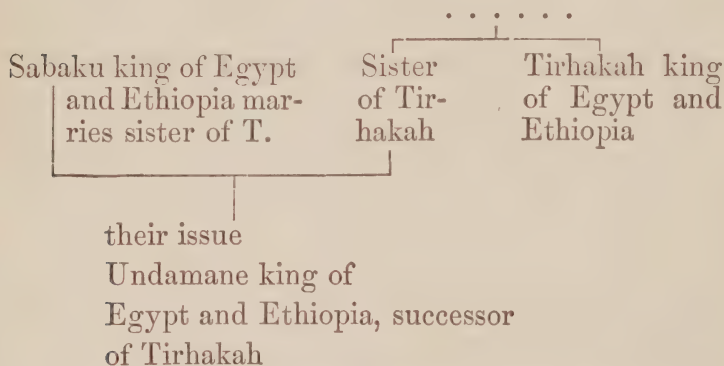 . . . . . .
Sabaku king of Egypt
and Ethiopia mar-
ries sister of T.
Sister
of Tir-
hakah
Tirhakah king
of Egypt and
Ethiopia
their issue
Undamane king of
Egypt and Ethiopia, successor
of Tirhakah